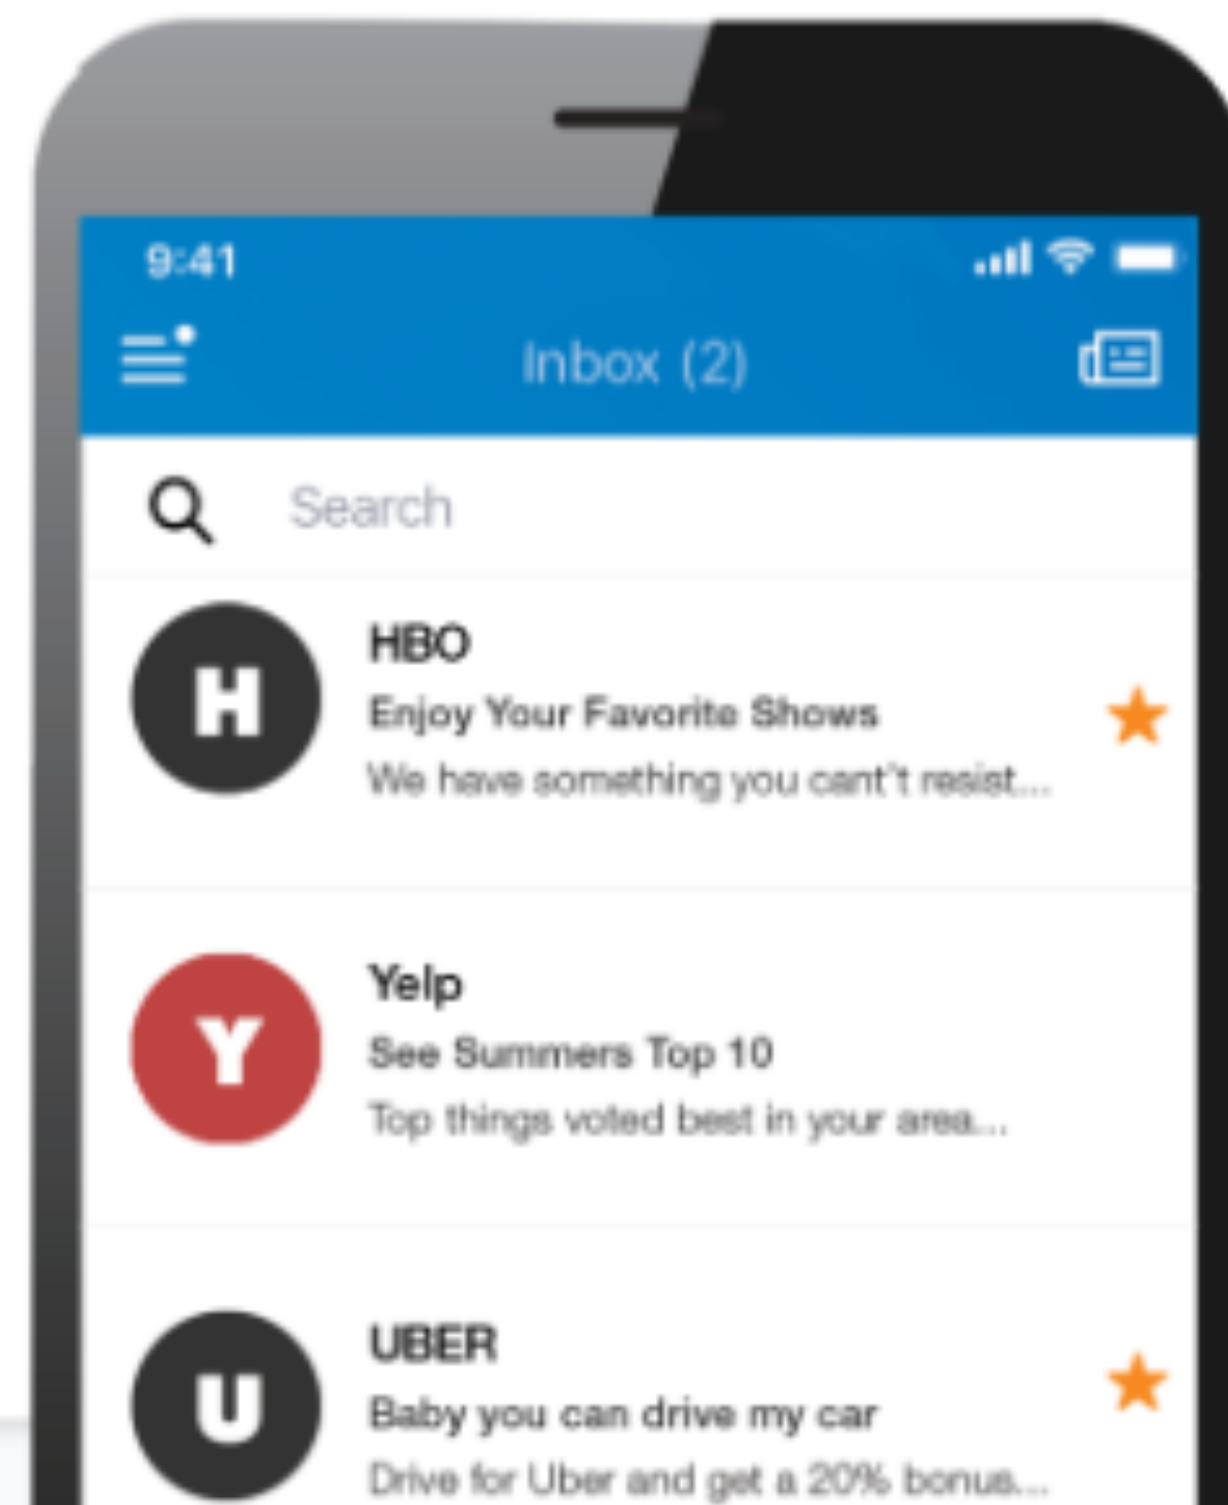 9:41
Inbox (2)
Search
H
HBO
Enjoy Your Favorite Shows
We have something you cant't resist...
Y
Yelp
See Summers Top 10
Top things voted best in your area...
U
UBER
Baby you can drive my car
Drive for Uber and get a 20% bonus...